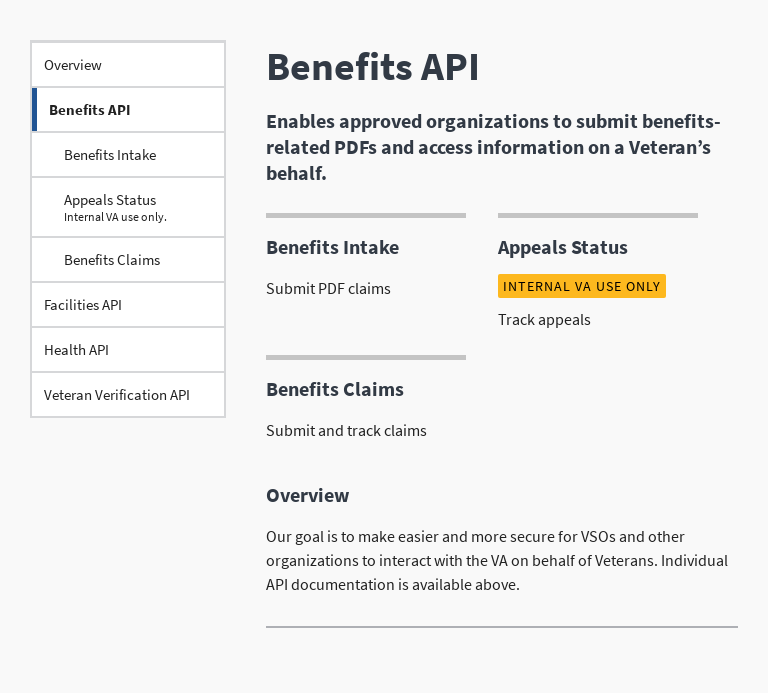 Overview
Benefits API
Benefits Intake
Appeals Status
Internal VA use only.
Benefits Claims
Facilities API
Health API
Veteran Verification API
Benefits API
Enables approved organizations to submit benefits-
related PDFs and access information on a Veteran’s
behalf.
Benefits Intake
Submit PDF claims
Appeals Status
INTERNAL VA USE ONLY
Track appeals
Benefits Claims
Submit and track claims
Overview
Our goal is to make easier and more secure for VSOs and other
organizations to interact with the VA on behalf of Veterans. Individual
API documentation is available above.